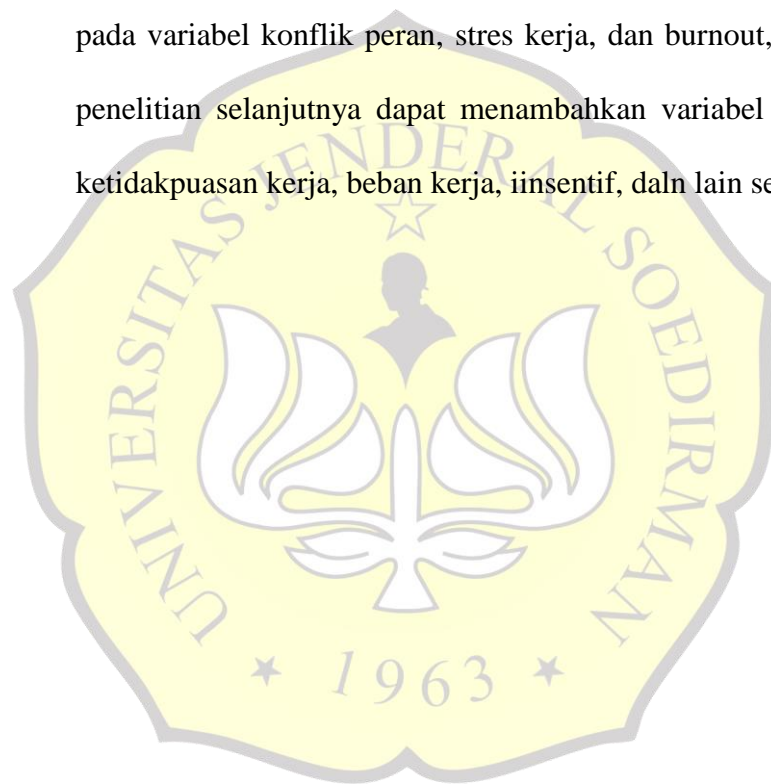 pada variabel konflik peran, stres kerja, dan burnout,
penelitian selanjutnya dapat menambahkan variabel
ketidakpuasan kerja, beban kerja, iinsentif, daln lain se
UNIVERSITAS JENDERAL SOEDIRMAN
1963